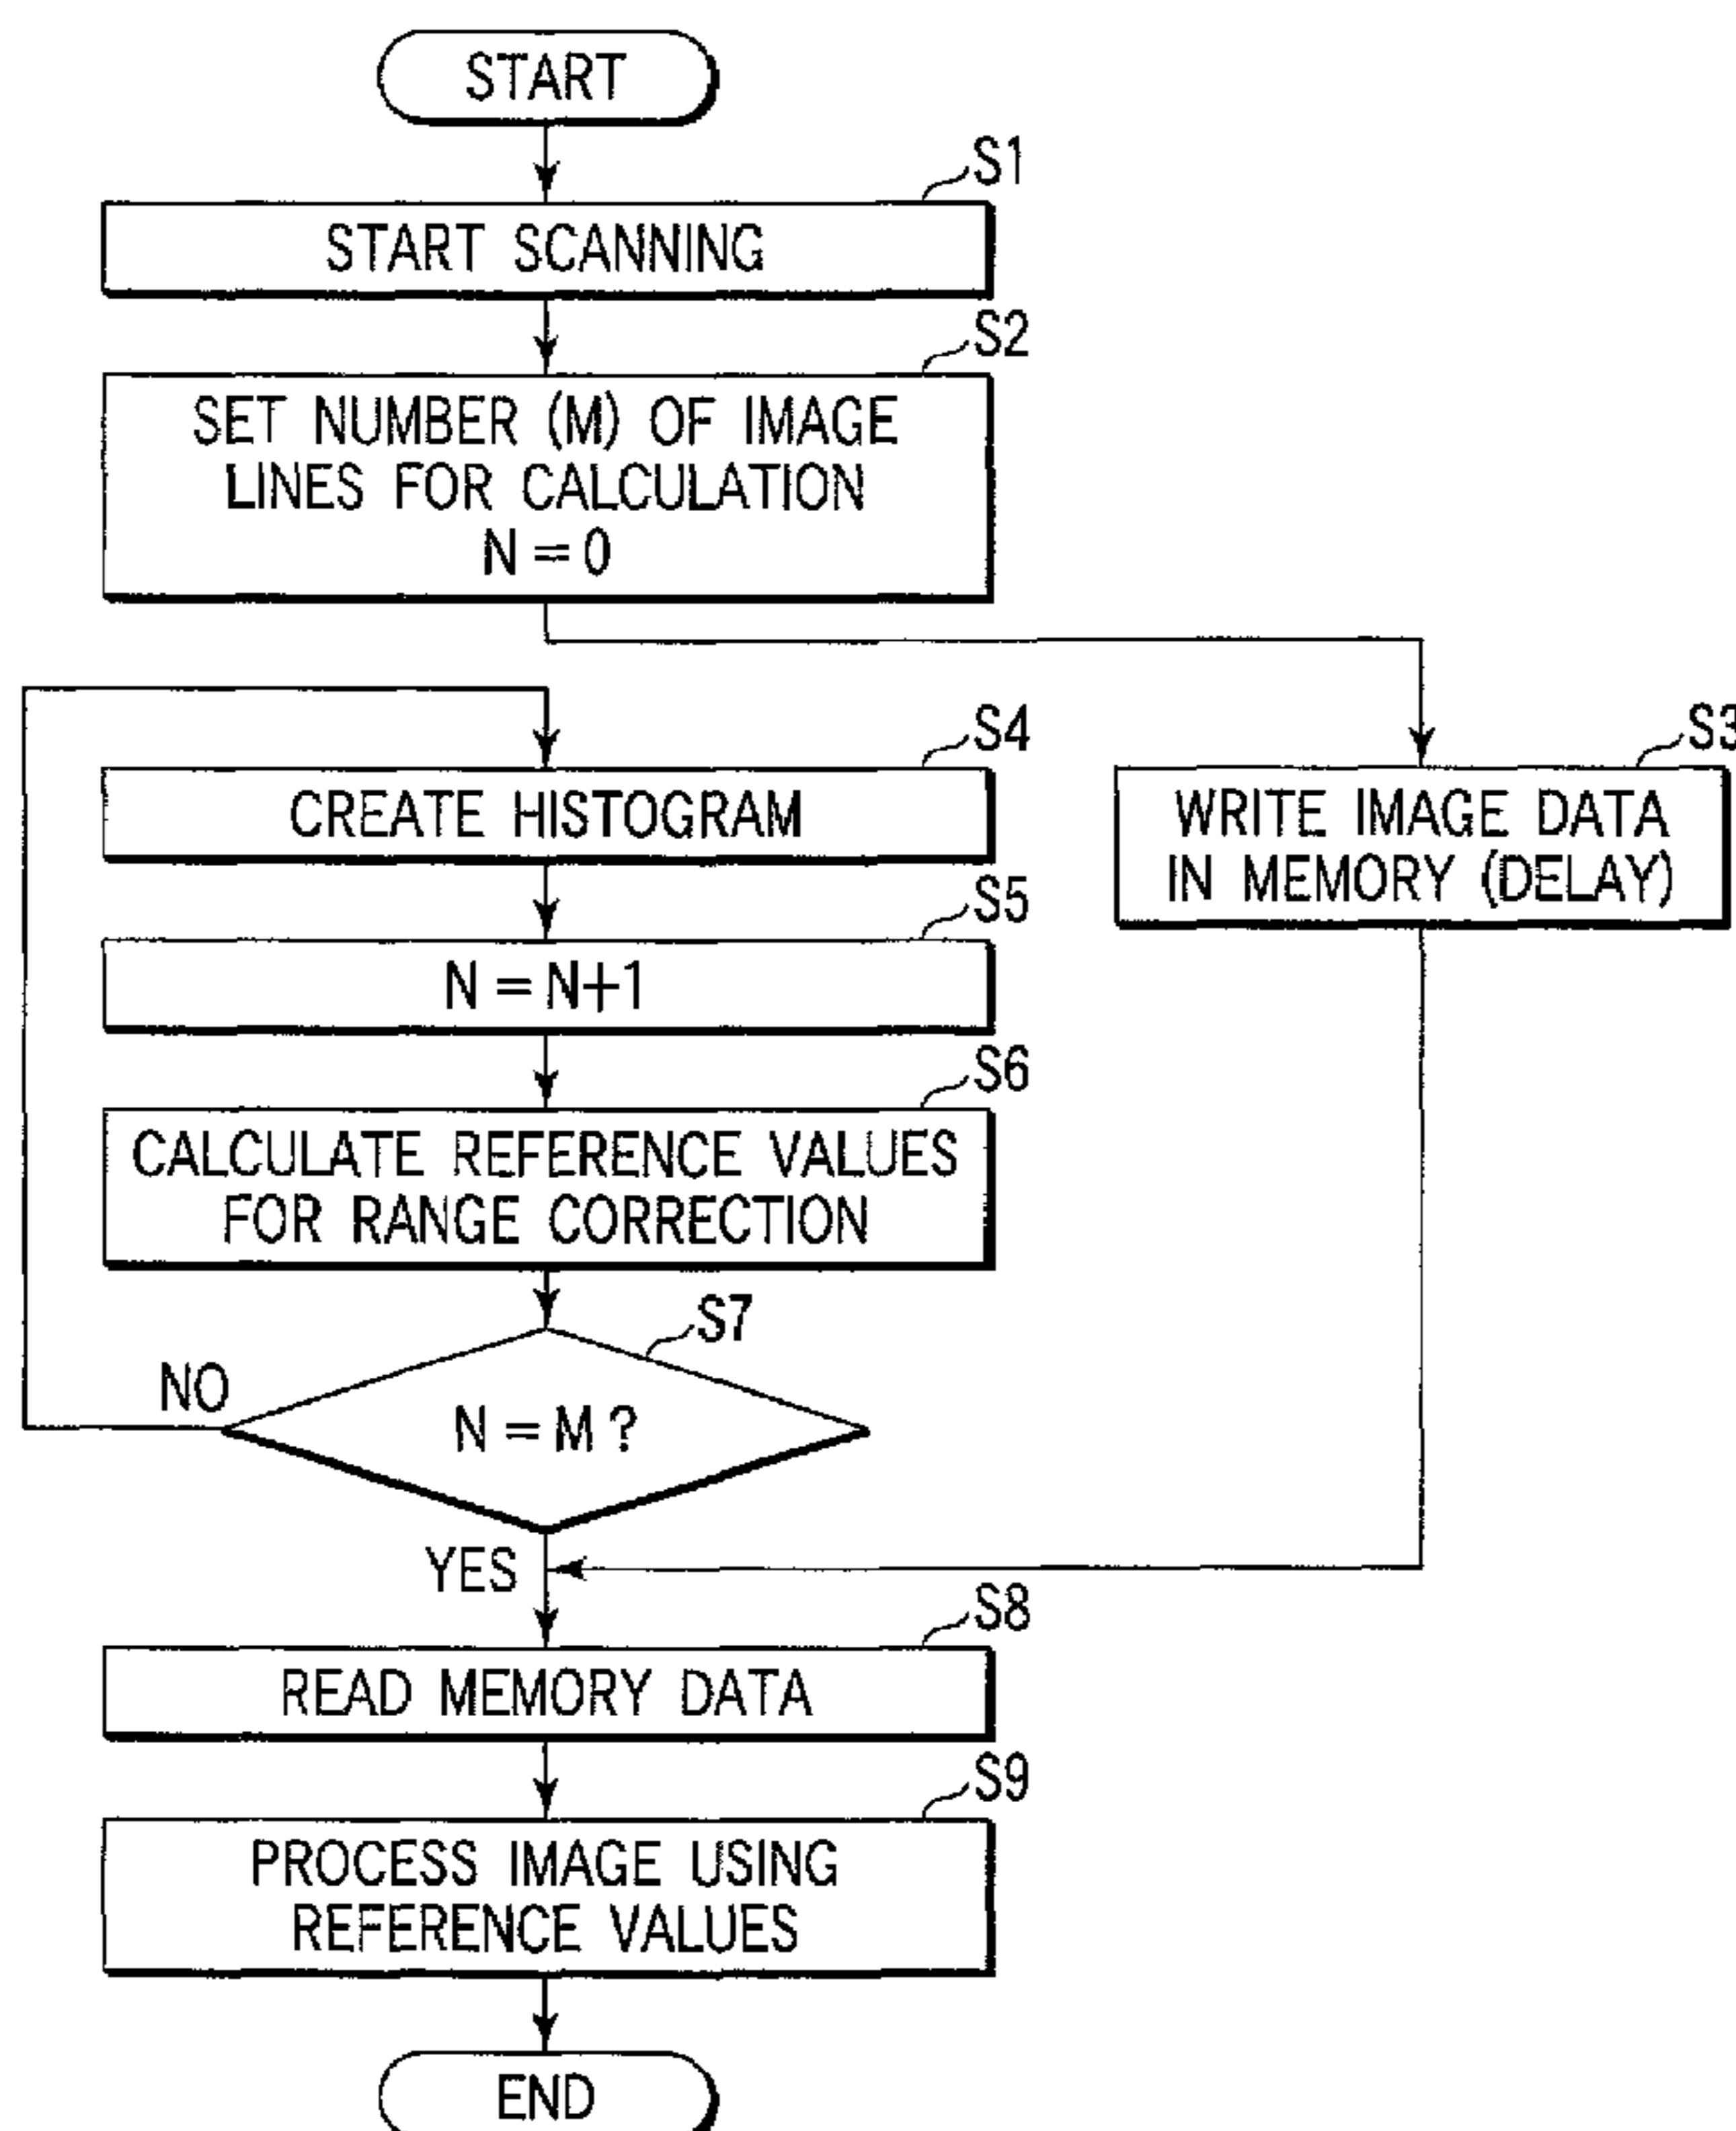 START
S1
START SCANNING
S2
SET NUMBER (M) OF IMAGE
LINES FOR CALCULATION
N = 0
S4
CREATE HISTOGRAM
S3
WRITE IMAGE DATA
IN MEMORY (DELAY)
S5
N = N+1
S6
CALCULATE REFERENCE VALUES
FOR RANGE CORRECTION
S7
NO
N = M ?
YES
S8
READ MEMORY DATA
S9
PROCESS IMAGE USING
REFERENCE VALUES
END